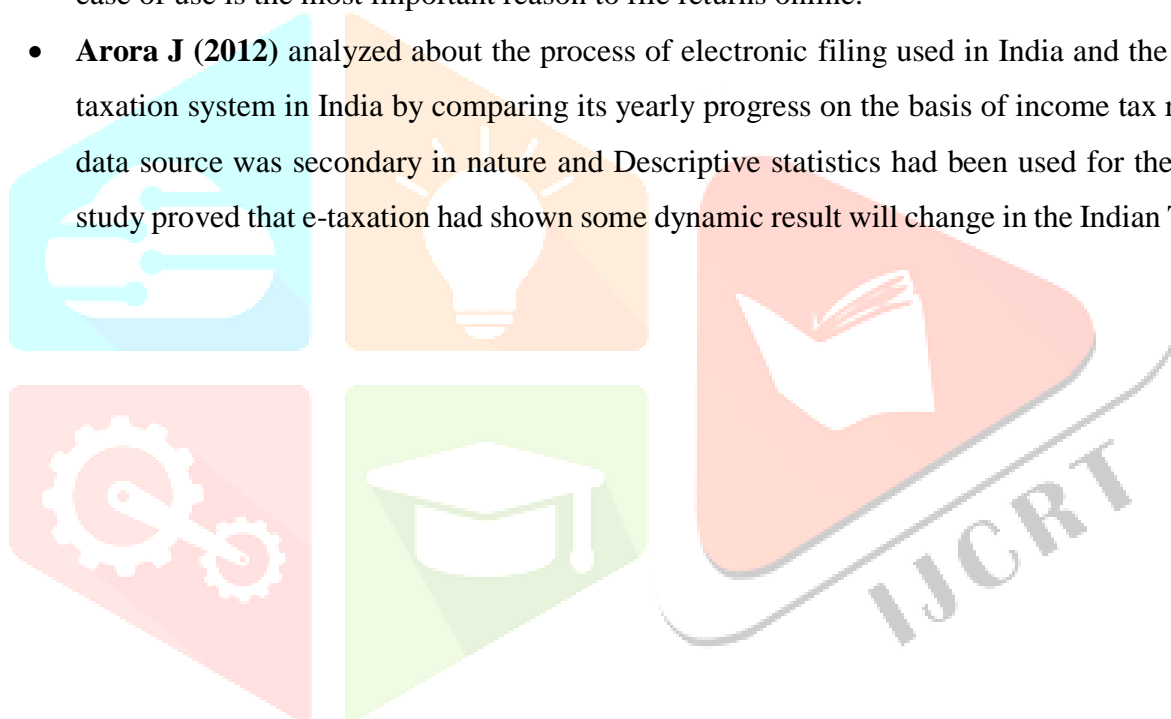 ease of use is the most important reason to file returns online.
• Arora J (2012) analyzed about the process of electronic filing used in India and the
taxation system in India by comparing its yearly progress on the basis of income tax
data source was secondary in nature and Descriptive statistics had been used for the
study proved that e-taxation had shown some dynamic result will change in the Indian
IJCRT